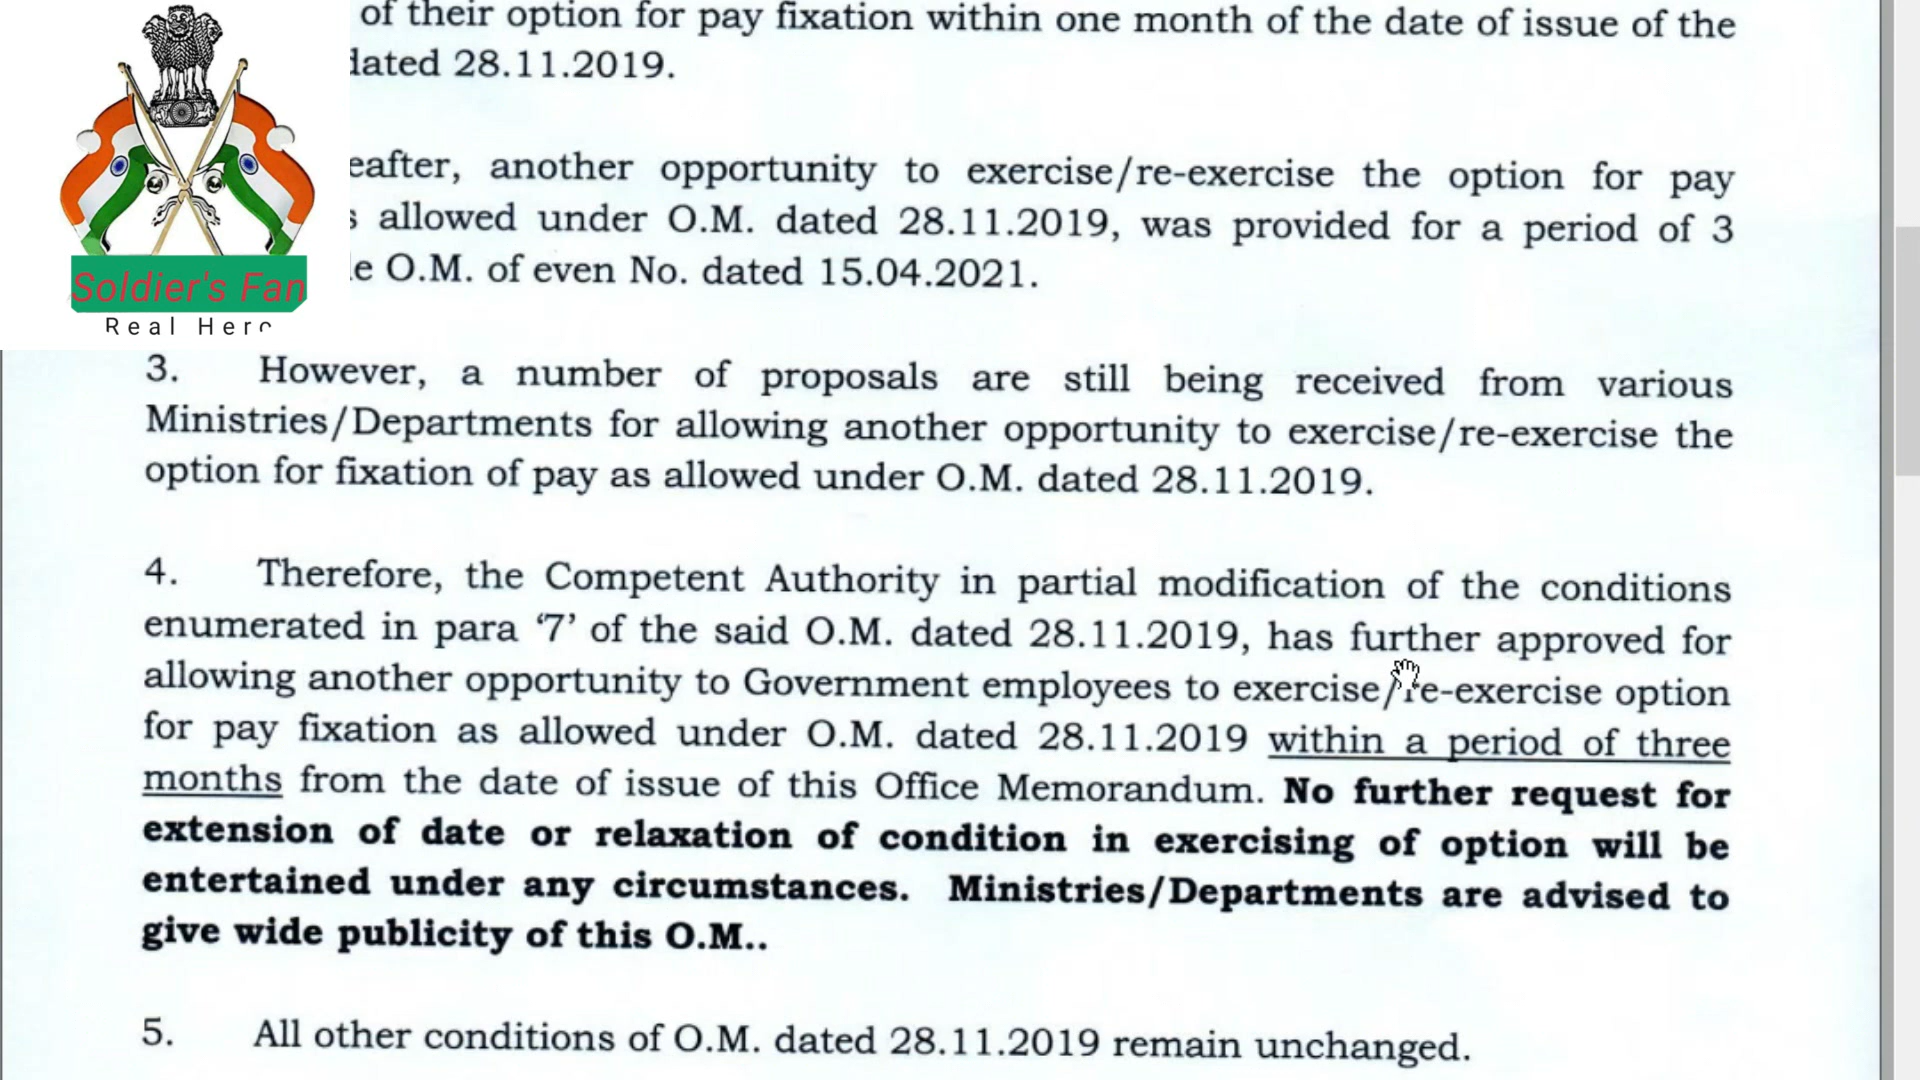 of their option for pay fixation within one month of the date of issue of the
dated 28.11.2019.
eafter, another opportunity to exercise/re-exercise the option for pay
s allowed under O.M. dated 28.11.2019, was provided for a period of 3
e O.M. of even No. dated 15.04.2021.
Soldier's Fan
Real Hero
3. However, a number of proposals are still being received from various
Ministries/Departments for allowing another opportunity to exercise/re-exercise the
option for fixation of pay as allowed under O.M. dated 28.11.2019.
4. Therefore, the Competent Authority in partial modification of the conditions
enumerated in para ‘7’ of the said O.M. dated 28.11.2019, has further approved for
allowing another opportunity to Government employees to exercise/re-exercise option
for pay fixation as allowed under O.M. dated 28.11.2019 within a period of three
months from the date of issue of this Office Memorandum. No further request for
extension of date or relaxation of condition in exercising of option will be
entertained under any circumstances. Ministries/Departments are advised to
give wide publicity of this O.M..
5. All other conditions of O.M. dated 28.11.2019 remain unchanged.